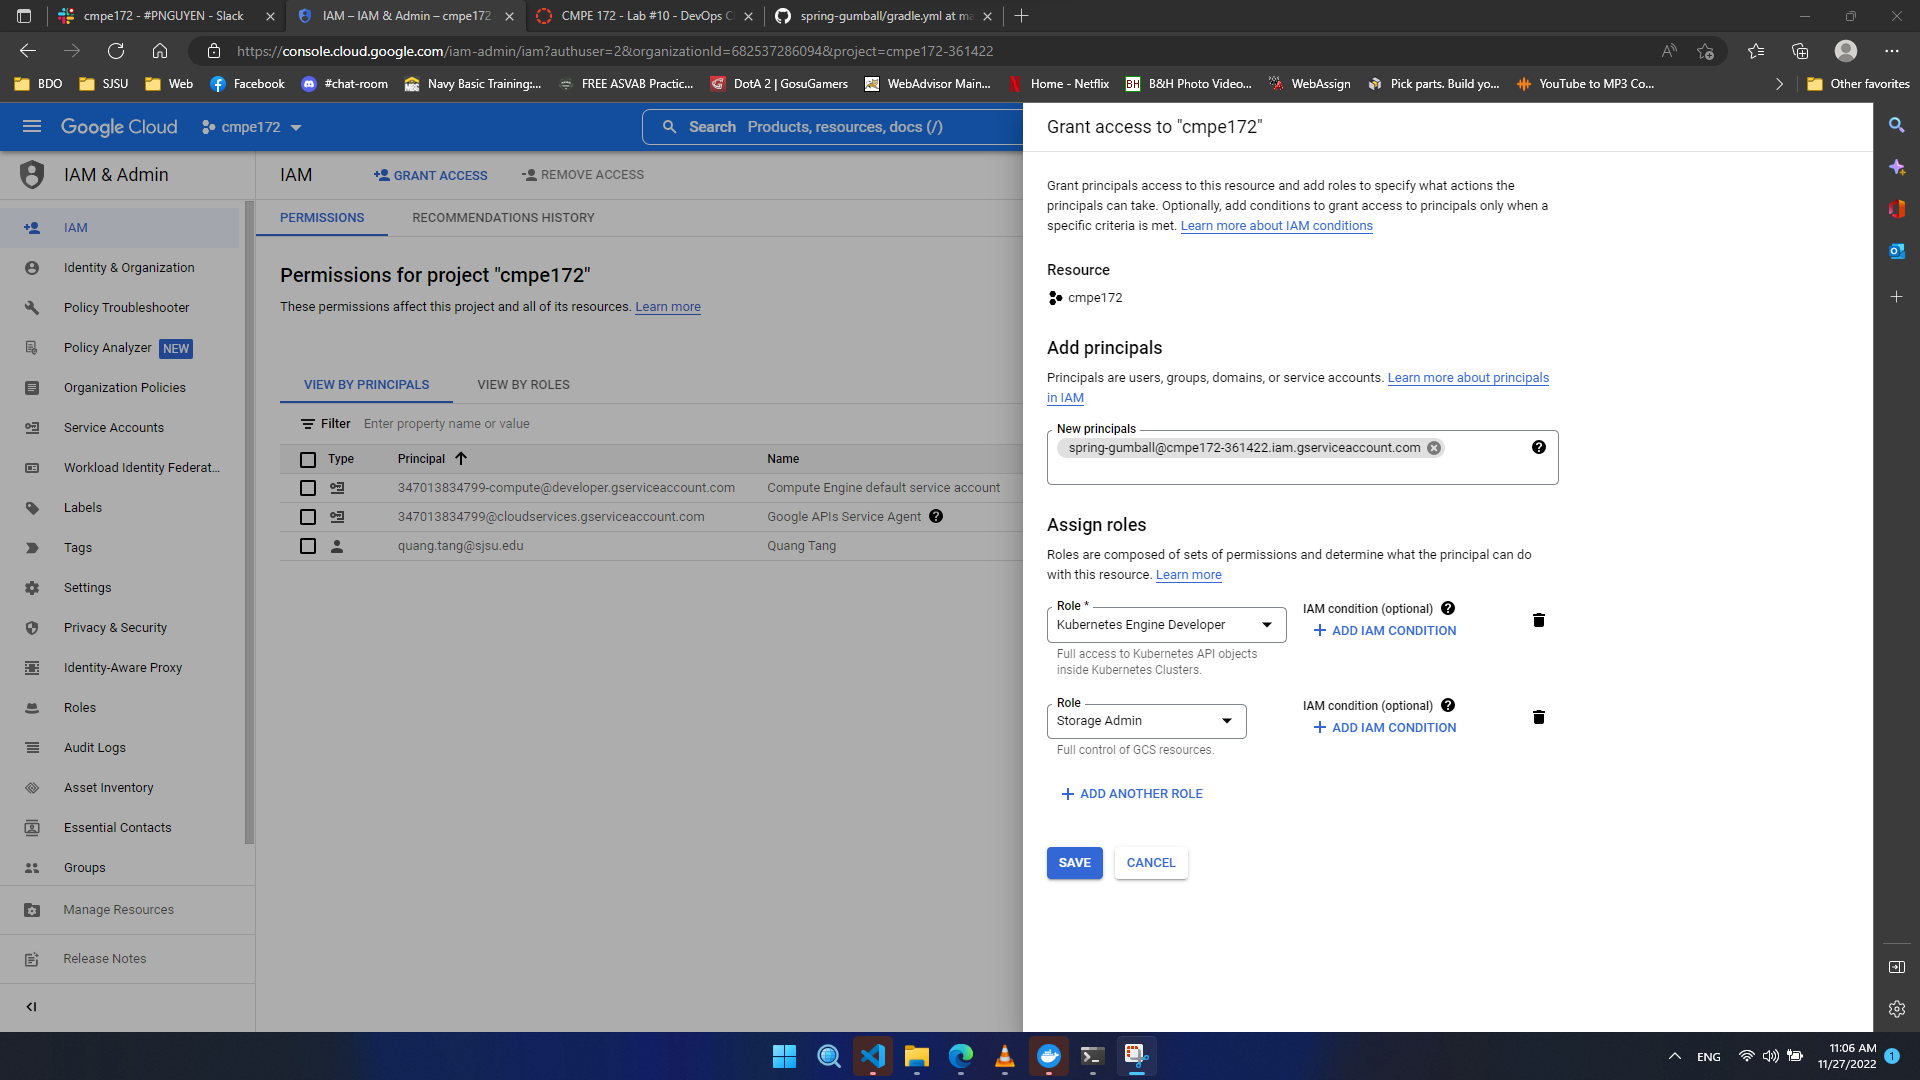 cmpe172 - #PNGUYEN - Slack
IAM – IAM & Admin – cmpe172
CMPE 172 - Lab #10 - DevOps C
spring-gumball/gradle.yml at ma
https://console.cloud.google.com/iam-admin/iam?authuser=2&organizationId=682537286094&project=cmpe172-361422
BDO
SJSU
Web
Facebook
#chat-room
Navy Basic Training:...
FREE ASVAB Practic...
DotA 2 | GosuGamers
WebAdvisor Main...
Home - Netflix
BH
B&H Photo Video...
WebAssign
Pick parts. Build yo...
YouTube to MP3 Co...
Other favorites
Google Cloud
cmpe172
Search Products, resources, docs (/)
IAM & Admin
IAM
Identity & Organization
Policy Troubleshooter
Policy Analyzer NEW
Organization Policies
Service Accounts
Workload Identity Federat...
Labels
Tags
Settings
Privacy & Security
Identity-Aware Proxy
Roles
Audit Logs
Asset Inventory
Essential Contacts
Groups
Manage Resources
Release Notes
IAM
GRANT ACCESS
REMOVE ACCESS
PERMISSIONS
RECOMMENDATIONS HISTORY
Permissions for project "cmpe172"
These permissions affect this project and all of its resources. Learn more
VIEW BY PRINCIPALS
VIEW BY ROLES
Filter Enter property name or value
Type Principal Name
347013834799-compute@developer.gserviceaccount.com Compute Engine default service account
347013834799@cloudservices.gserviceaccount.com Google APIs Service Agent
quang.tang@sjsu.edu Quang Tang
Grant access to "cmpe172"
Grant principals access to this resource and add roles to specify what actions the
principals can take. Optionally, add conditions to grant access to principals only when a
specific criteria is met. Learn more about IAM conditions
Resource
cmpe172
Add principals
Principals are users, groups, domains, or service accounts. Learn more about principals
in IAM
New principals
spring-gumball@cmpe172-361422.iam.gserviceaccount.com
Assign roles
Roles are composed of sets of permissions and determine what the principal can do
with this resource. Learn more
Role *
Kubernetes Engine Developer
IAM condition (optional)
ADD IAM CONDITION
Full access to Kubernetes API objects
inside Kubernetes Clusters.
Role
Storage Admin
IAM condition (optional)
ADD IAM CONDITION
Full control of GCS resources.
ADD ANOTHER ROLE
SAVE
CANCEL
ENG
11:06 AM
11/27/2022
1